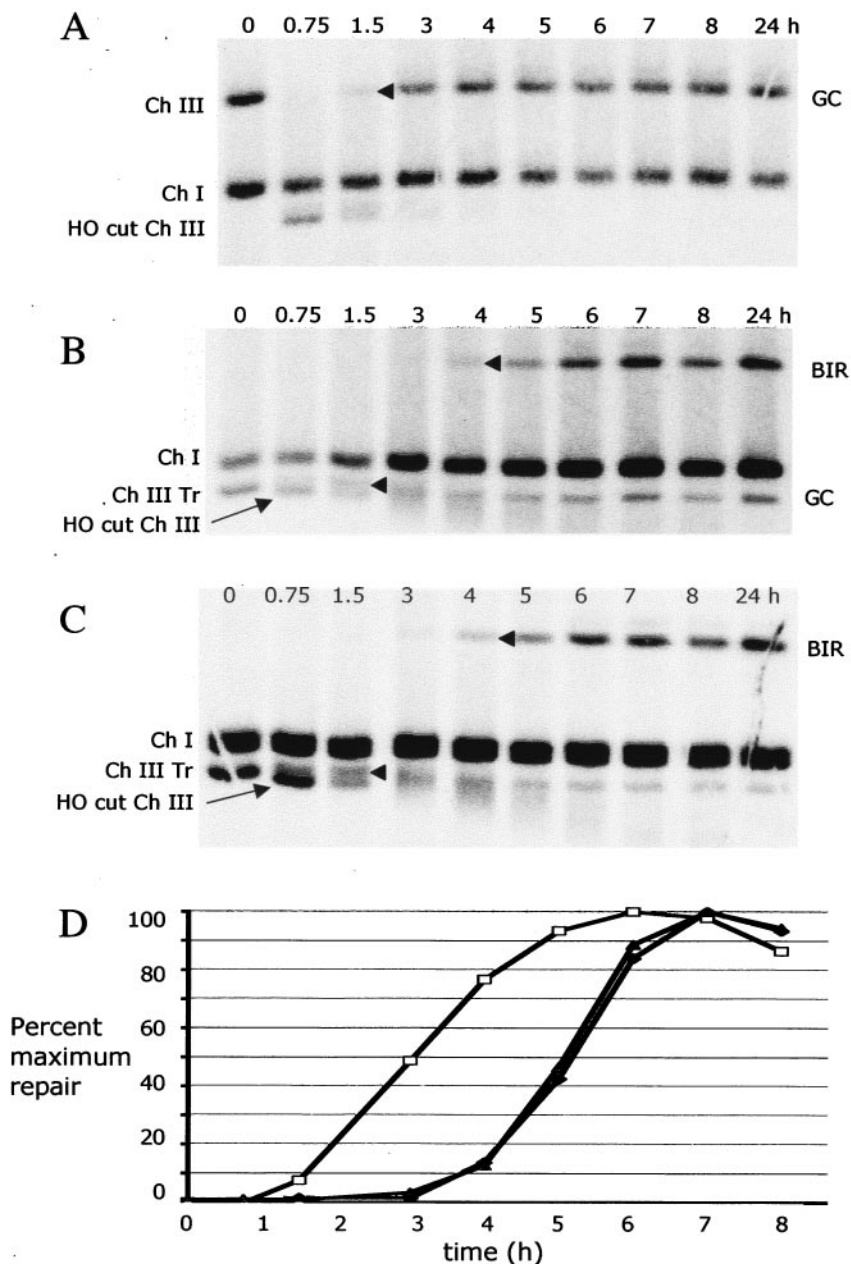 A
0 0.75 1.5 3 4 5 6 7 8 24 h
Ch III
GC
Ch I
HO cut Ch III
B
0 0.75 1.5 3 4 5 6 7 8 24 h
BIR
Ch I
Ch III Tr
GC
HO cut Ch III
C
0 0.75 1.5 3 4 5 6 7 8 24 h
BIR
Ch I
Ch III Tr
HO cut Ch III
D
100
80
60
40
20
0
Percent
maximum
repair
0 1 2 3 4 5 6 7 8
time (h)